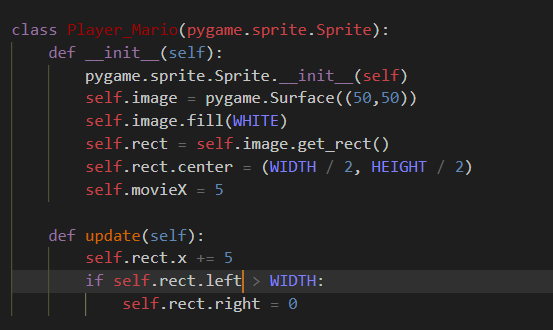 class Player_Mario(pygame.sprite.Sprite):
    def __init__(self):
        pygame.sprite.Sprite.__init__(self)
        self.image = pygame.Surface((50,50))
        self.image.fill(WHITE)
        self.rect = self.image.get_rect()
        self.rect.center = (WIDTH / 2, HEIGHT / 2)
        self.movieX = 5
    def update(self):
        self.rect.x += 5
        if self.rect.left > WIDTH:
            self.rect.right = 0